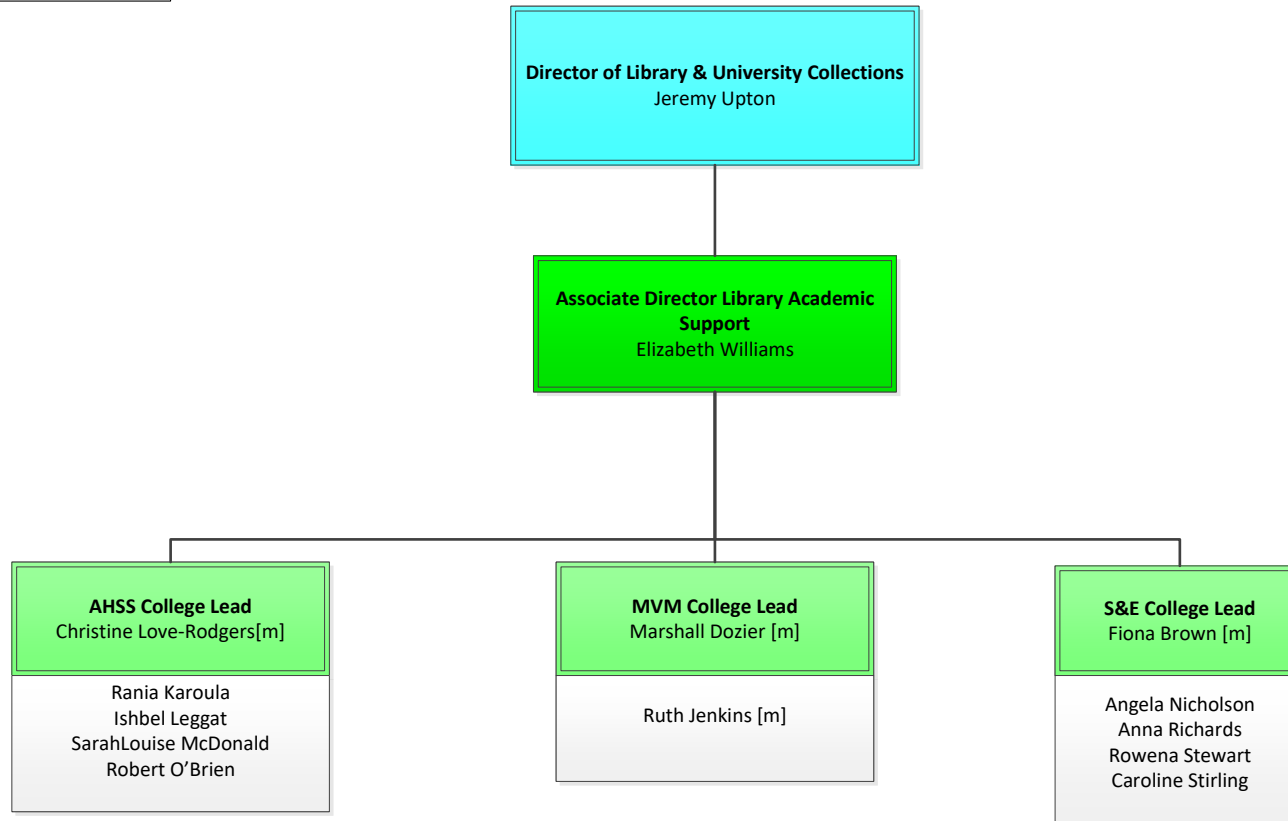 Director of Library & University Collections
Jeremy Upton
Associate Director Library Academic
Support
Elizabeth Williams
AHSS College Lead
Christine Love-Rodgers[m]
Rania Karoula
Ishbel Leggat
SarahLouise McDonald
Robert O’Brien
MVM College Lead
Marshall Dozier [m]
Ruth Jenkins [m]
S&E College Lead
Fiona Brown [m]
Angela Nicholson
Anna Richards
Rowena Stewart
Caroline Stirling